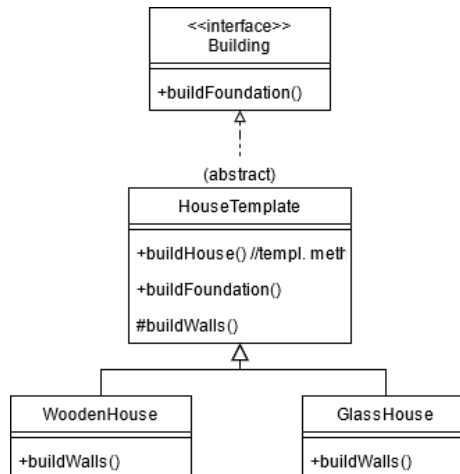 <<interface>>
Building
+buildFoundation()
(abstract)
HouseTemplate
+buildHouse() //templ. meth
+buildFoundation()
#buildWalls()
WoodenHouse
GlassHouse
+buildWalls()
+buildWalls()